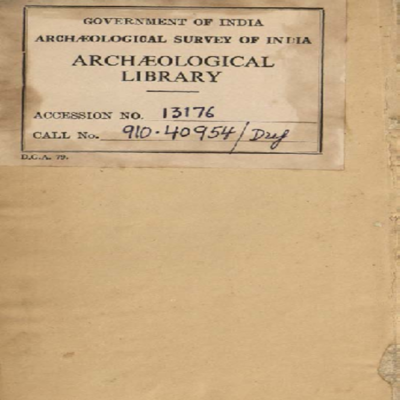 GOVERNMENT OF INDIA
ARCHÆOLOGICAL SURVEY OF INDIA
ARCHÆOLOGICAL
LIBRARY
ACCESSION NO. 13176
CALL No. 910.40954/Duf
D.G.A. 79.